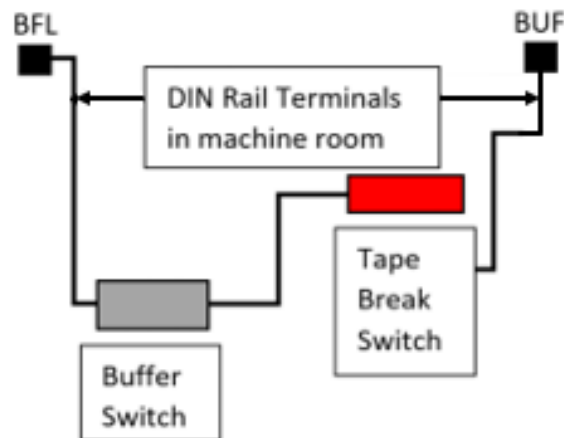 BFL
BUF
DIN Rail Terminals
in machine room
Tape
Break
Switch
Buffer
Switch